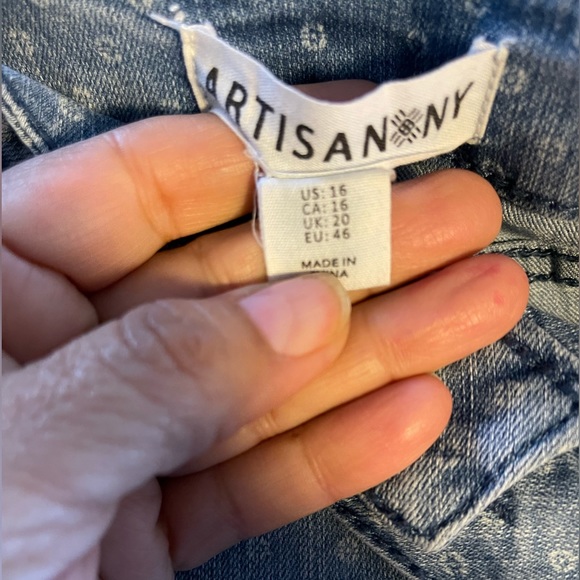 ARTISAN NY
US: 16
CA: 16
UK: 20
EU: 46
MADE IN